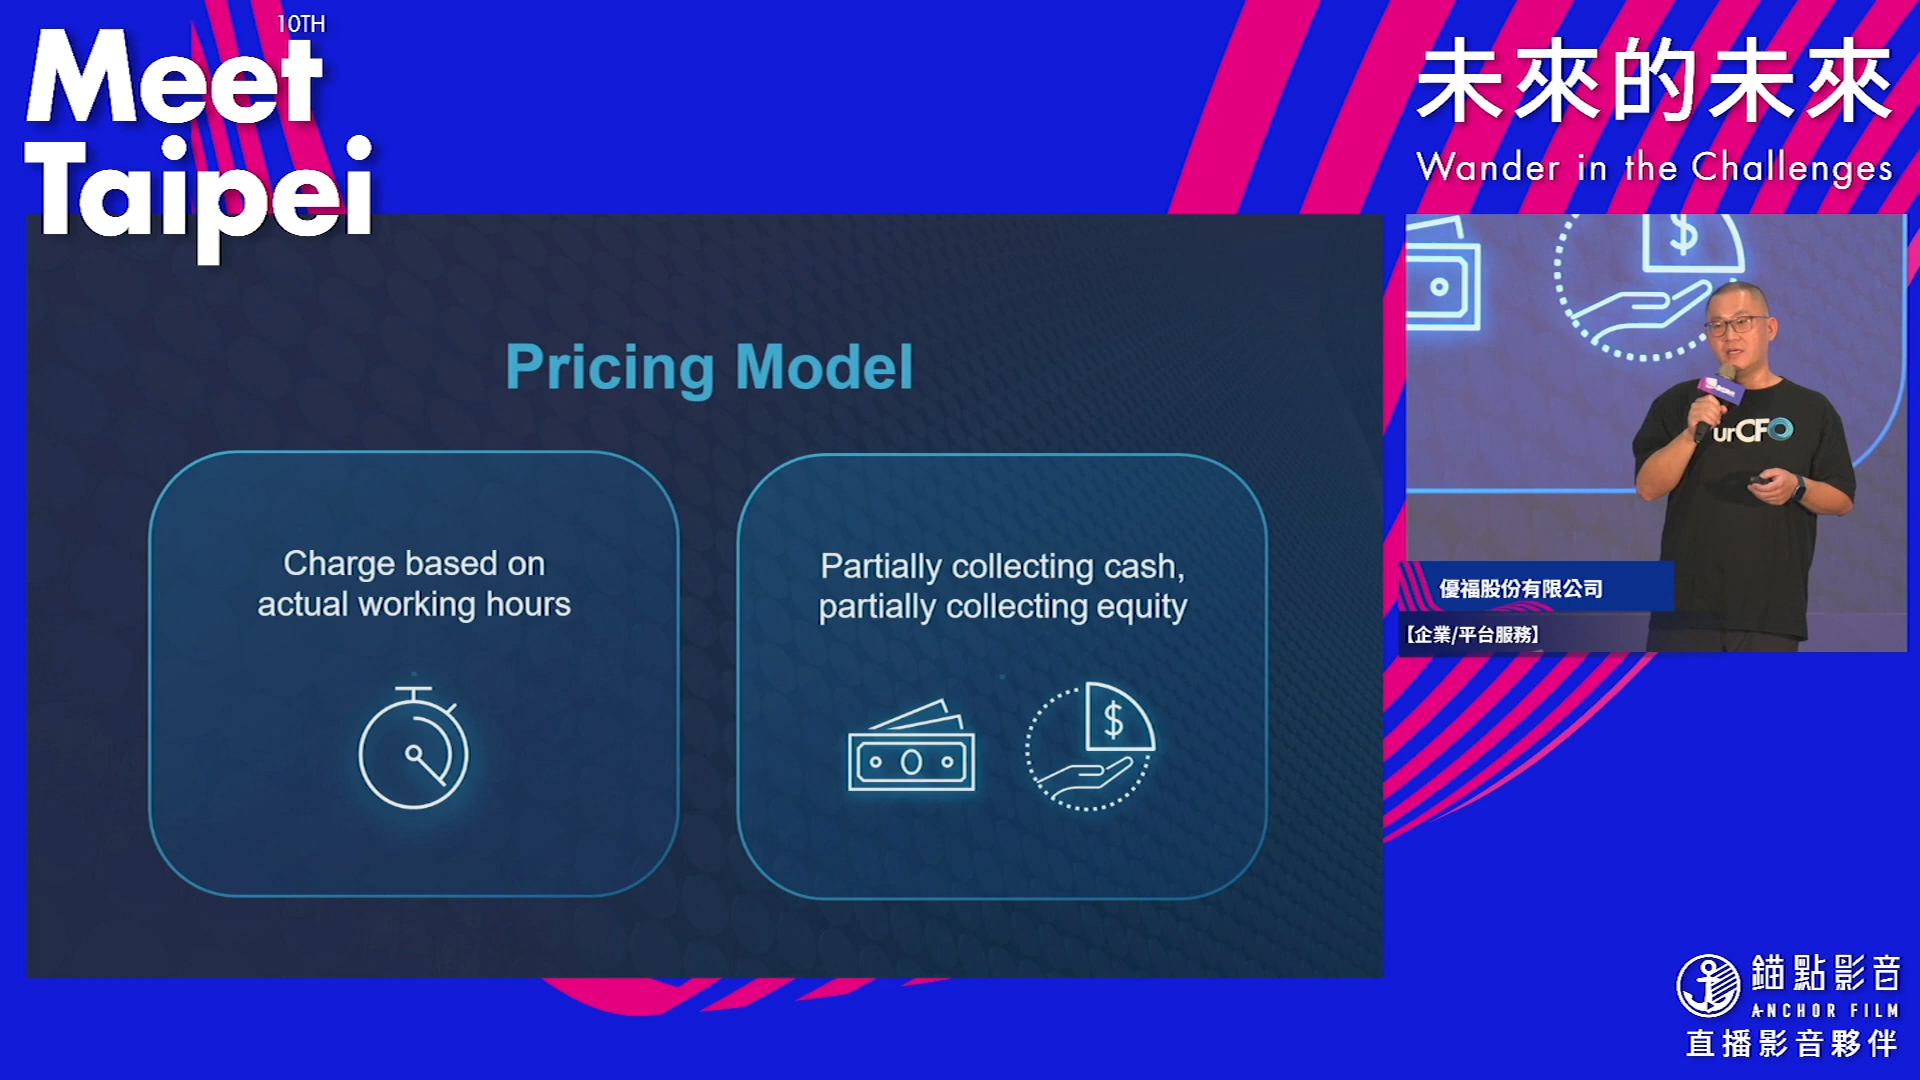 10TH
Meet
Taipei
未來的未來
Wander in the Challenges
Pricing Model
Charge based on
actual working hours
Partially collecting cash,
partially collecting equity
$
$
urCFO
優福股份有限公司
【企業/平台服務】
錨點影音
ANCHOR FILM
直播影音夥伴